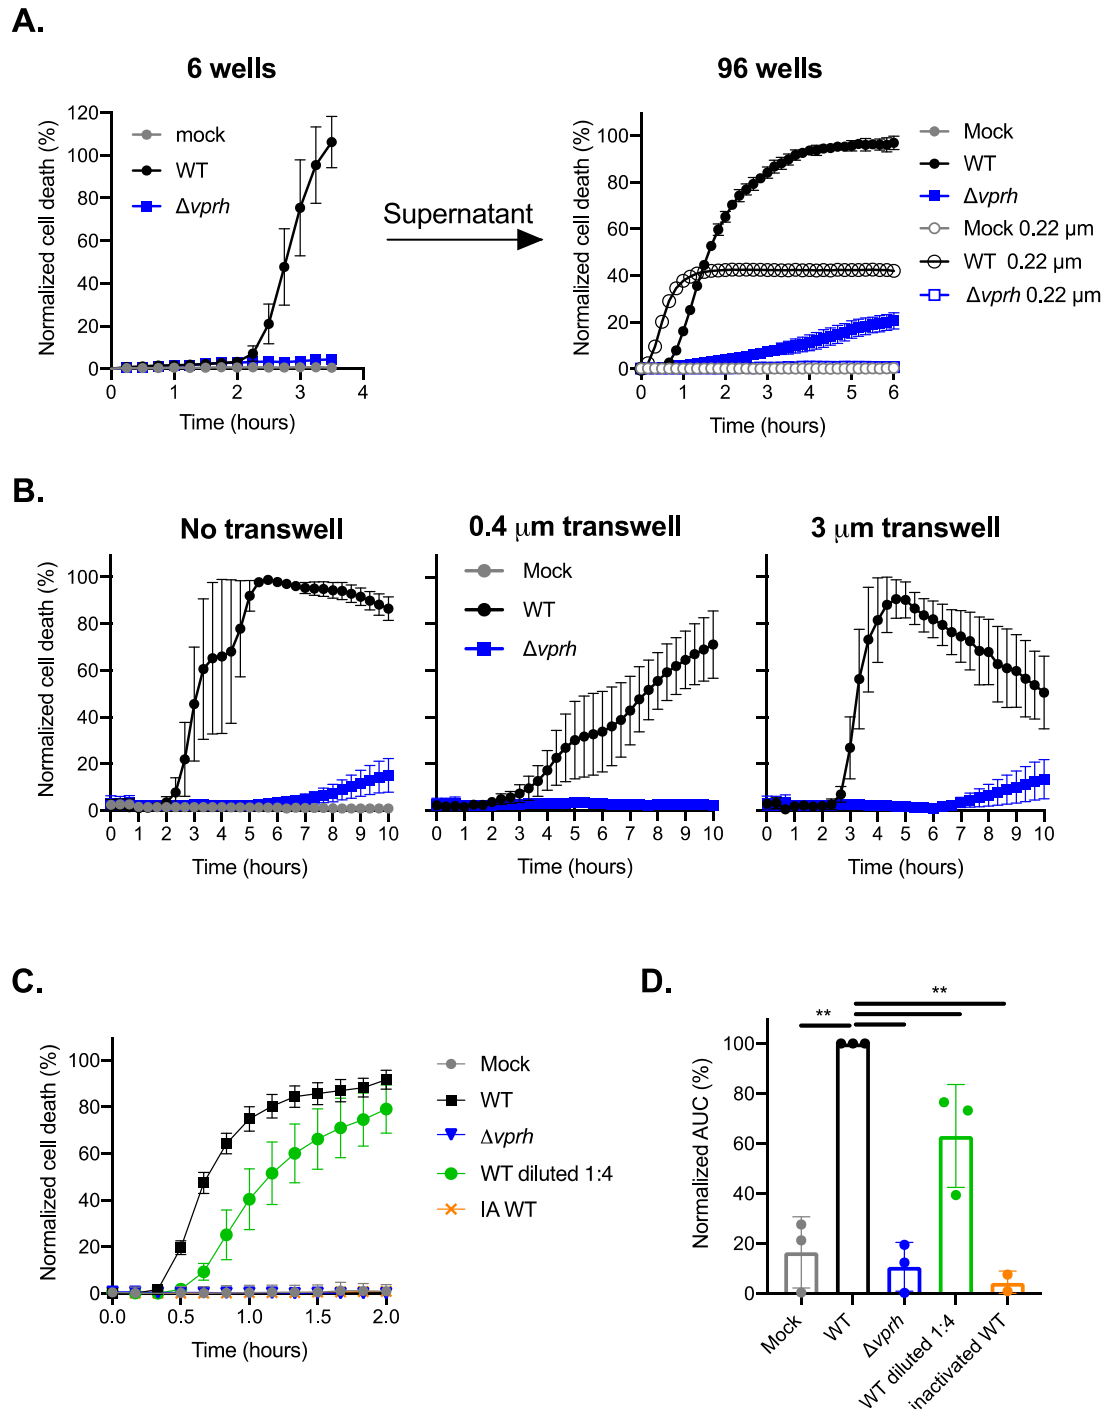 A.
6 wells
96 wells
Normalized cell death (%)
120
100
80
60
40
20
0
0
1
2
3
4
Time (hours)
mock
WT
Δvprh
Supernatant
Normalized cell death (%)
100
80
60
40
20
0
0
1
2
3
4
5
6
Time (hours)
Mock
WT
Δvprh
Mock 0.22 μm
WT 0.22 μm
Δvprh 0.22 μm
B.
No transwell
0.4 μm transwell
3 μm transwell
Normalized cell death (%)
100
80
60
40
20
0
0 1 2 3 4 5 6 7 8 9 10
Time (hours)
Mock
WT
Δvprh
0 1 2 3 4 5 6 7 8 9 10
Time (hours)
0 1 2 3 4 5 6 7 8 9 10
Time (hours)
C.
Normalized cell death (%)
100
80
60
40
20
0
0.0 0.5 1.0 1.5 2.0
Time (hours)
Mock
WT
Δvprh
WT diluted 1:4
IA WT
D.
**
**
Normalized AUC (%)
100
80
60
40
20
0
Mock
WT
Δvprh
WT diluted 1:4
inactivated WT